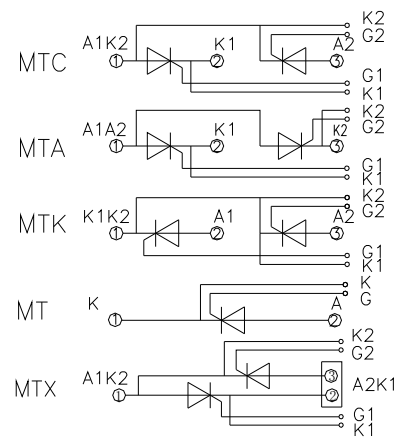 K2
A1K2 K1 A2 G2
MTC 1 2 3
G1
K1
K2
A1A2 K1 K2 G2
MTA 1 2 3
G1
K1
K2
K1K2 A1 A2 G2
MTK 1 2 3
G1
K1
K
K A G
MT 1 2
K2
G2
A1K2 3 A2K1
MTX 1 2
G1
K1